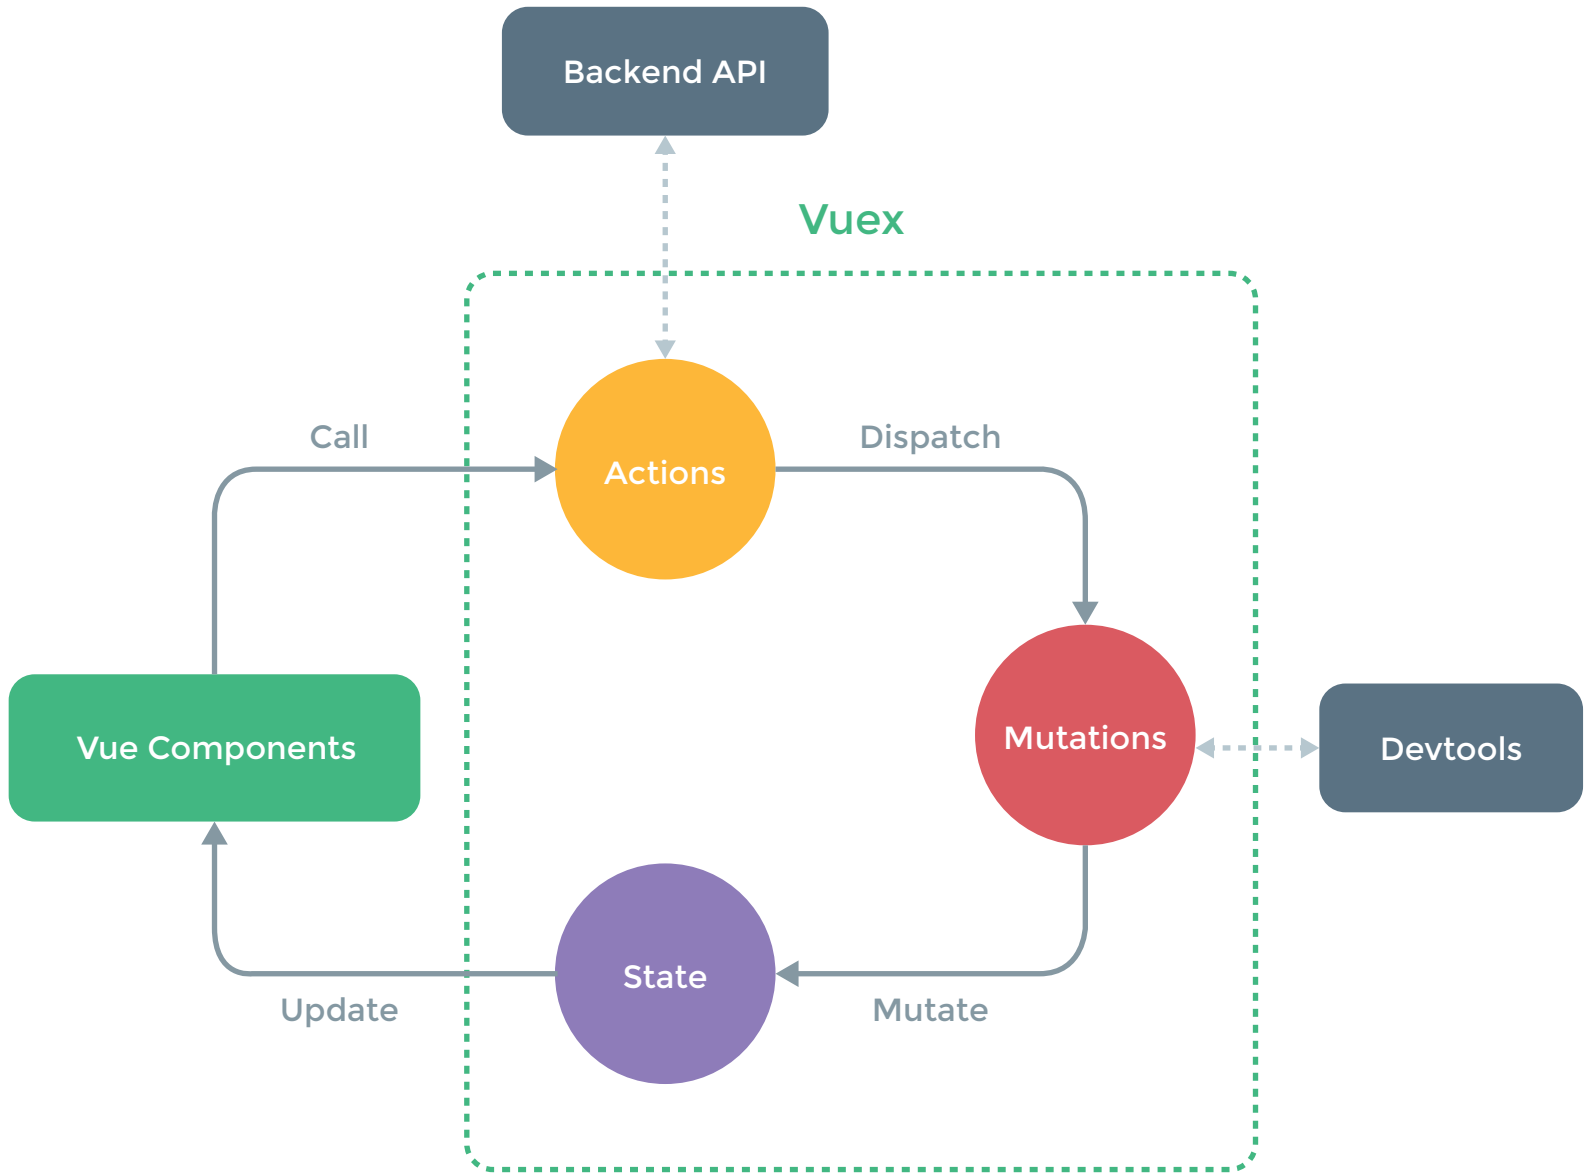 Backend API
Vuex
Call
Dispatch
Actions
Vue Components
Mutations
Devtools
State
Update
Mutate